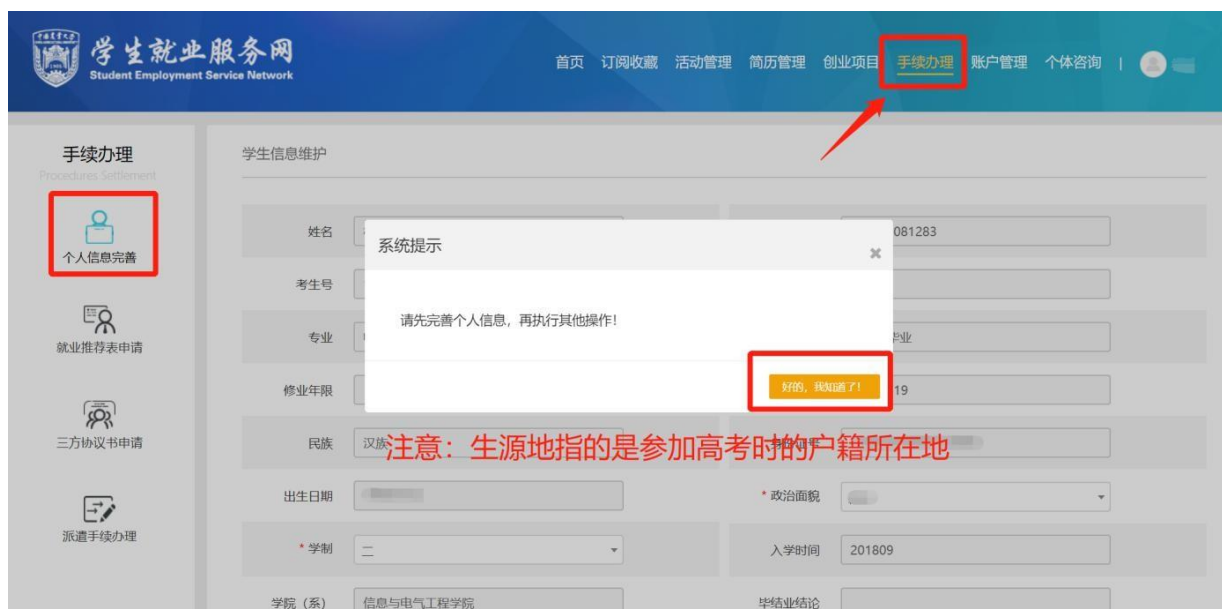 中国农业大学
学生就业服务网
Student Employment Service Network
首页 订阅收藏 活动管理 简历管理 创业项目 手续办理 账户管理 个体咨询 |
手续办理
Procedures Settlement
个人信息完善
就业推荐表申请
三方协议书申请
派遣手续办理
学生信息维护
姓名 081283
考生号
专业 毕业
修业年限 19
民族 汉族
出生日期 * 政治面貌
* 学制 二 入学时间 201809
学院(系) 信息与电气工程学院 毕结业结论
系统提示
×
请先完善个人信息,再执行其他操作!
好的,我知道了!
注意:生源地指的是参加高考时的户籍所在地